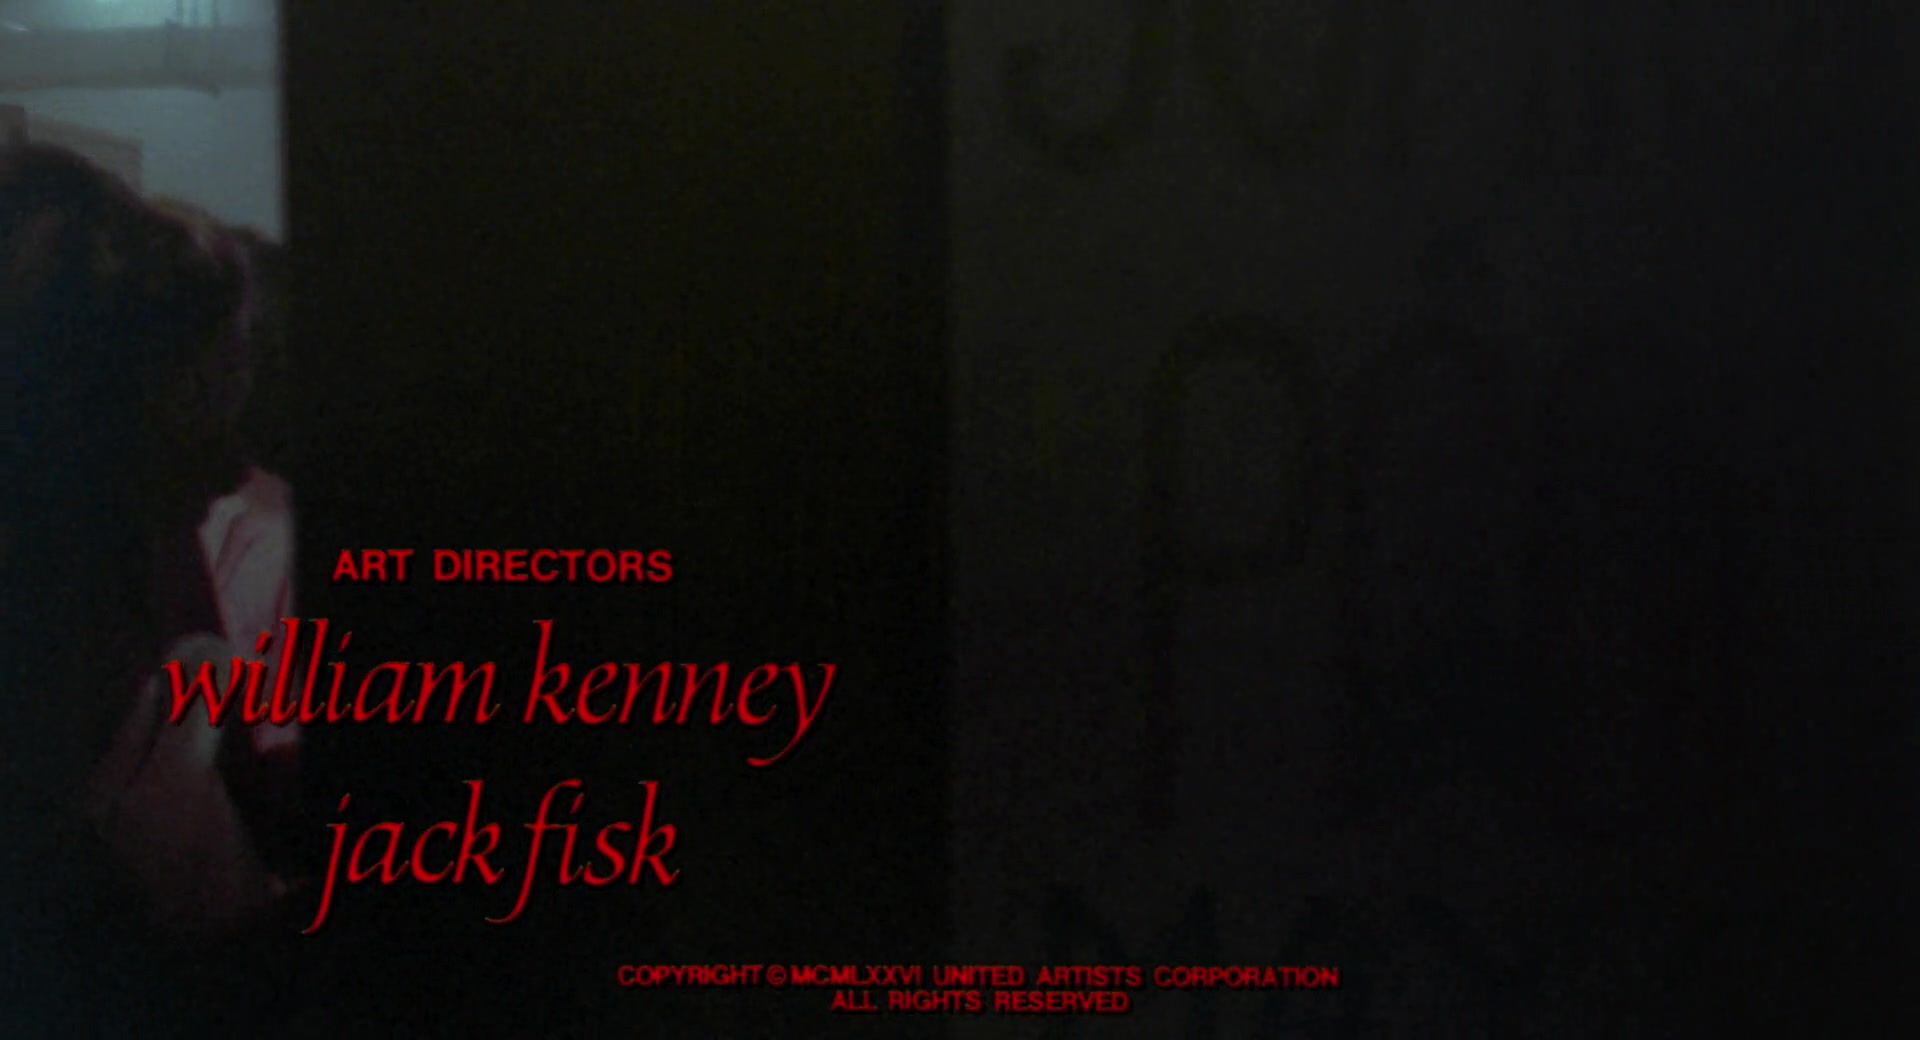 ART DIRECTORS
william kenney
jack fisk
COPYRIGHT © MCMLXXVI UNITED ARTISTS CORPORATION
ALL RIGHTS RESERVED